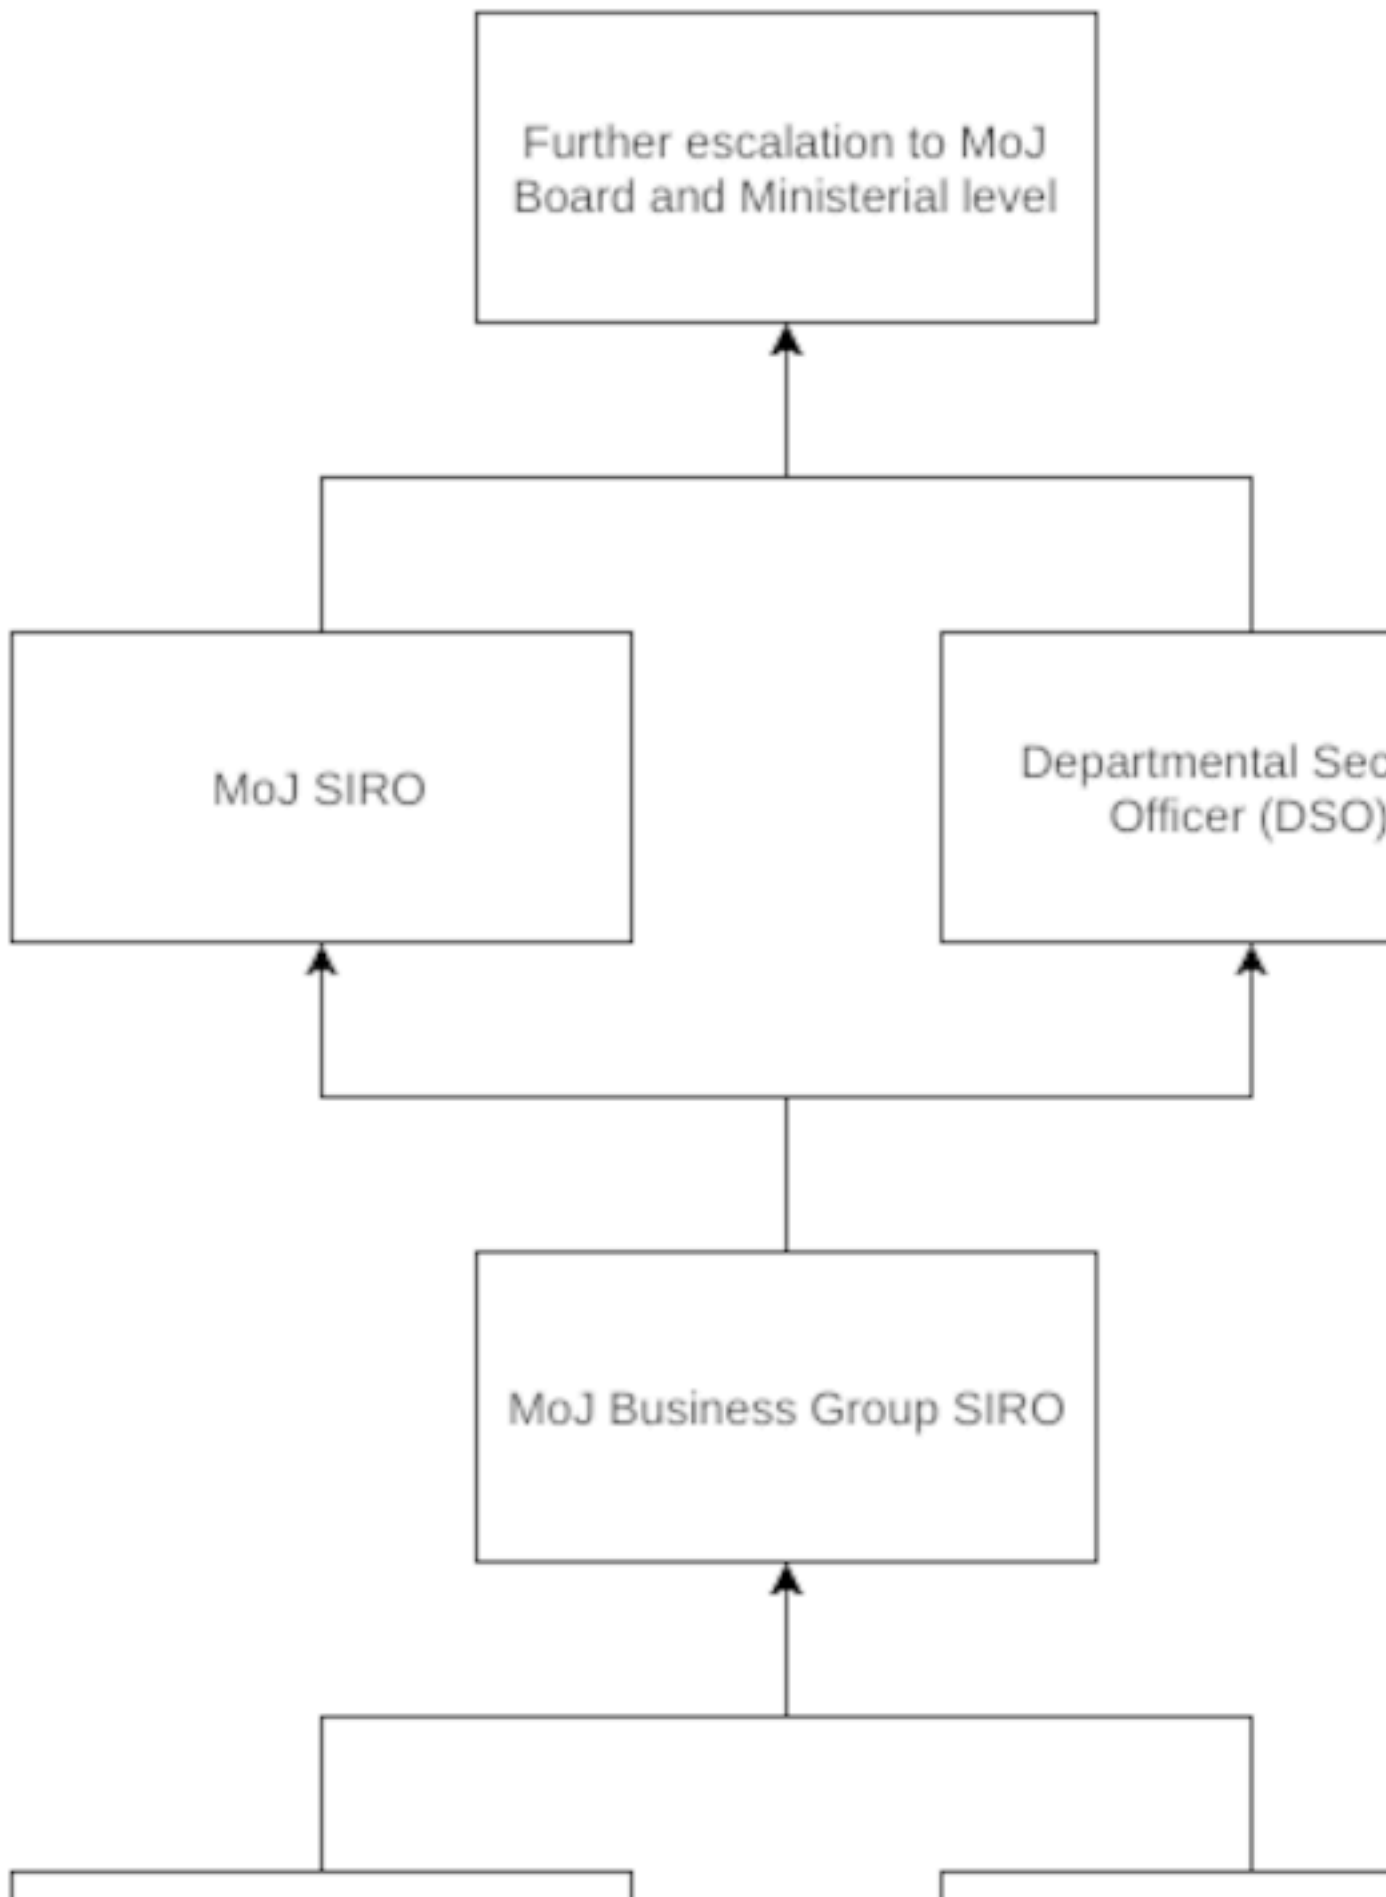 Further escalation to MoJ
Board and Ministerial level
MoJ SIRO
Departmental
Officer (DSO)
MoJ Business Group SIRO